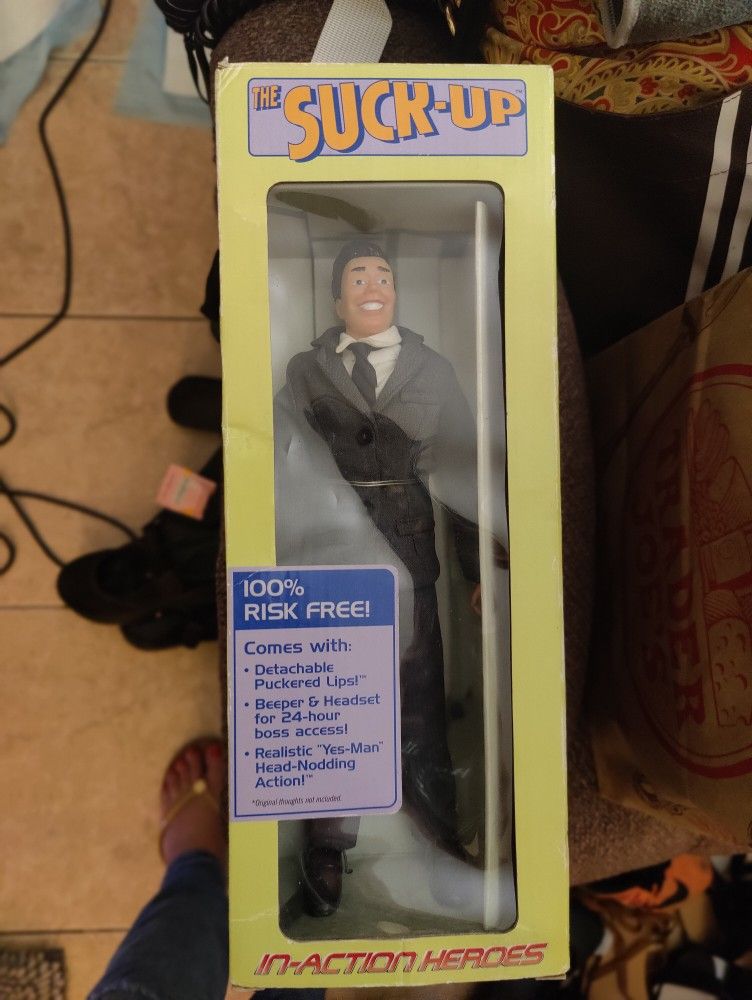 THE SUCK-UP™
100%
RISK FREE!
Comes with:
• Detachable
Puckered Lips!™
• Beeper & Headset
for 24-hour
boss access!
• Realistic "Yes-Man"
Head-Nodding
Action!™
*Original thoughts not included.
IN-ACTION HEROES
TRADER
JOE'S